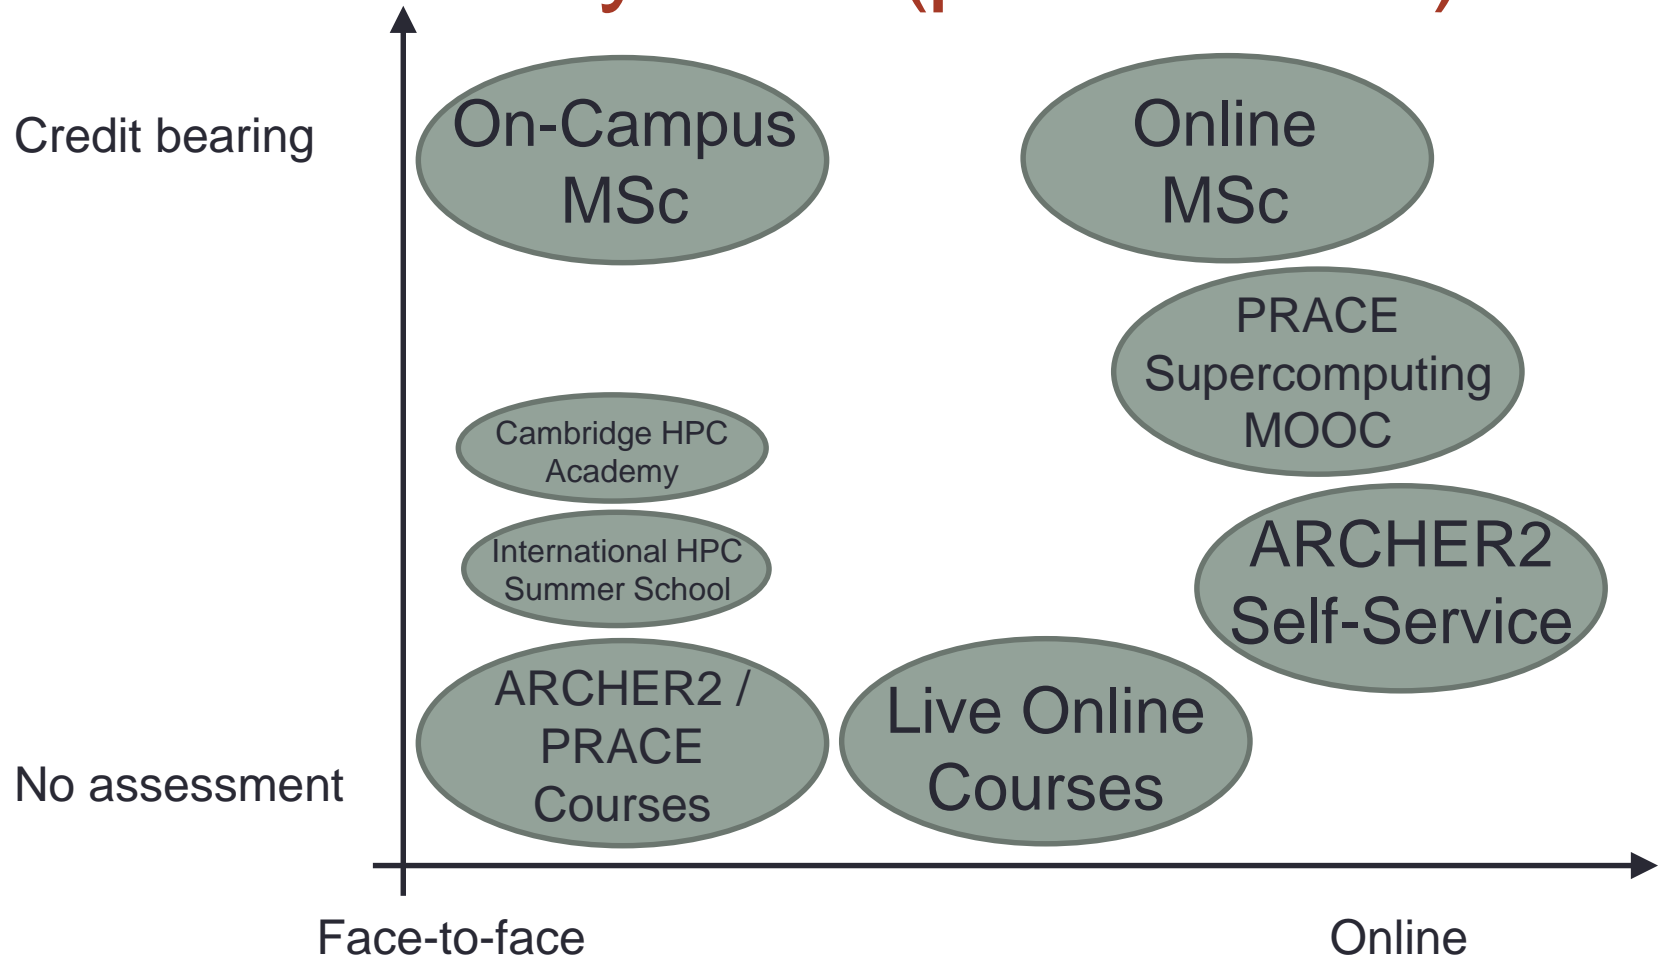 Credit bearing
On-Campus
MSc
Online
MSc
PRACE
Supercomputing
MOOC
Cambridge HPC
Academy
International HPC
Summer School
ARCHER2
Self-Service
ARCHER2 /
PRACE
Courses
Live Online
Courses
No assessment
Face-to-face
Online